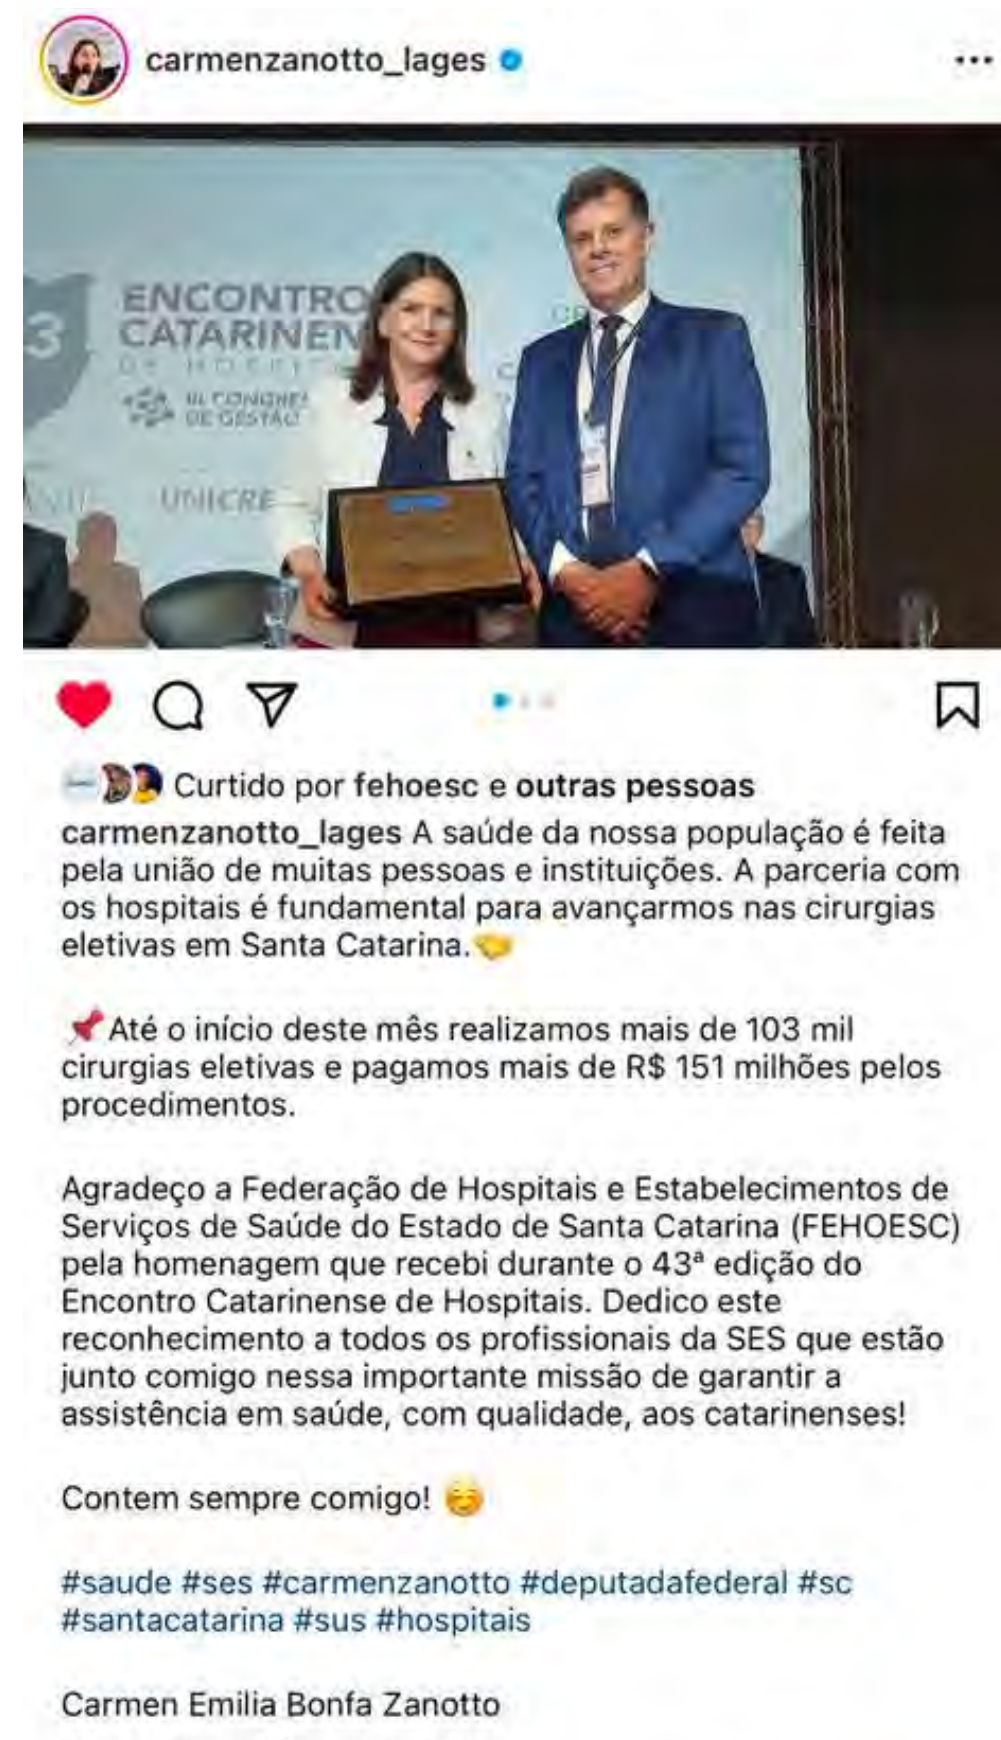 carmenzanotto_lages
3
ENCONTRO
CATARINEN
III CONGRES
DE GESTÃO
UNICRE
Curtido por fehoesc e outras pessoas
carmenzanotto_lages A saúde da nossa população é feita
pela união de muitas pessoas e instituições. A parceria com
os hospitais é fundamental para avançarmos nas cirurgias
eletivas em Santa Catarina.🤝
📌Até o início deste mês realizamos mais de 103 mil
cirurgias eletivas e pagamos mais de R$ 151 milhões pelos
procedimentos.
Agradeço a Federação de Hospitais e Estabelecimentos de
Serviços de Saúde do Estado de Santa Catarina (FEHOESC)
pela homenagem que recebi durante o 43ª edição do
Encontro Catarinense de Hospitais. Dedico este
reconhecimento a todos os profissionais da SES que estão
junto comigo nessa importante missão de garantir a
assistência em saúde, com qualidade, aos catarinenses!
Contem sempre comigo! ☺️
#saude #ses #carmenzanotto #deputadafederal #sc
#santacatarina #sus #hospitais
Carmen Emilia Bonfa Zanotto